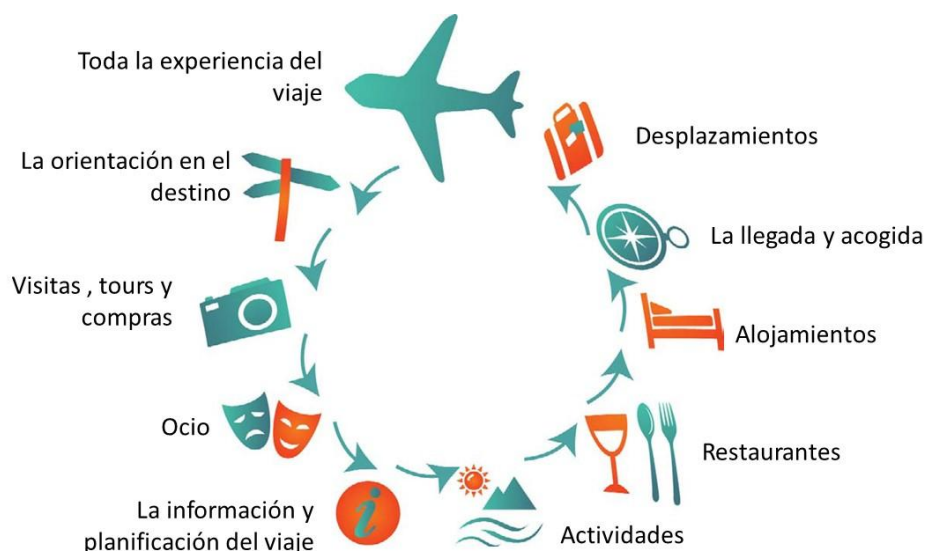 Toda la experiencia del
viaje
La orientación en el
destino
Visitas , tours y
compras
Ocio
La información y
planificación del viaje
i
Actividades
Restaurantes
Alojamientos
La llegada y acogida
Desplazamientos